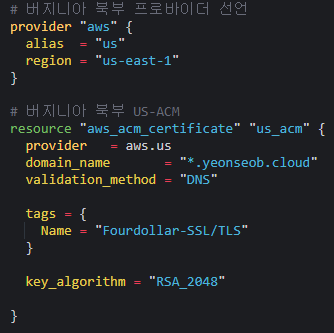 # 버지니아 북부 프로바이더 선언
provider "aws" {
  alias  = "us"
  region = "us-east-1"
}

# 버지니아 북부 US-ACM
resource "aws_acm_certificate" "us_acm" {
  provider   = aws.us
  domain_name       = "*.yeonseob.cloud"
  validation_method = "DNS"

  tags = {
    Name = "Fourdollar-SSL/TLS"
  }

  key_algorithm = "RSA_2048"

}